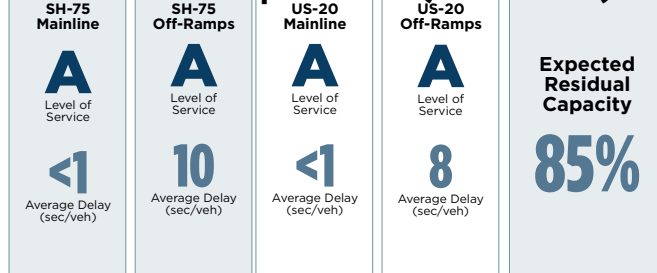 SH-75
Mainline
A
Level of
Service
<1
Average Delay
(sec/veh)
SH-75
Off-Ramps
A
Level of
Service
10
Average Delay
(sec/veh)
US-20
Mainline
A
Level of
Service
<1
Average Delay
(sec/veh)
US-20
Off-Ramps
A
Level of
Service
8
Average Delay
(sec/veh)
Expected
Residual
Capacity
85%